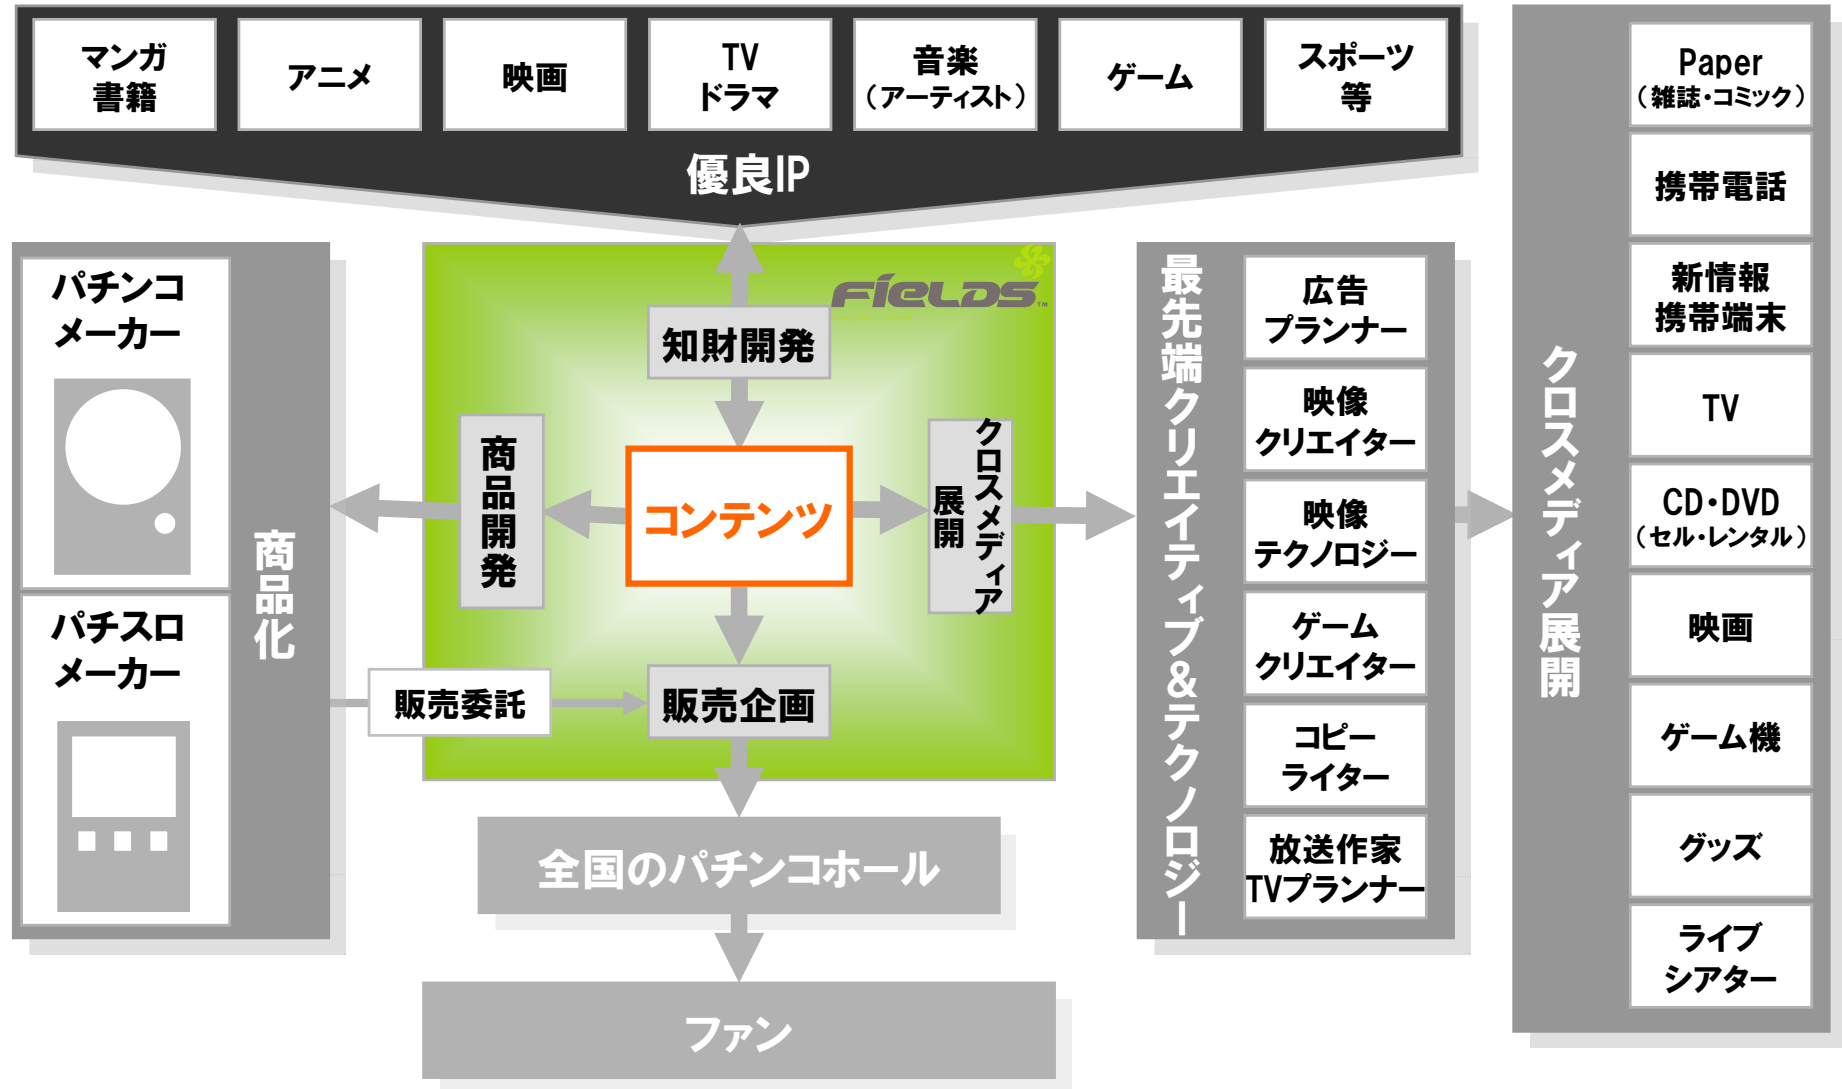 マンガ
書籍
アニメ
映画
TV
ドラマ
音楽
（アーティスト）
ゲーム
スポーツ
等
優良IP
パチンコ
メーカー
パチスロ
メーカー
商品化
FIELDS
TM
知財開発
商品開発
コンテンツ
クロスメディア
展開
販売委託
販売企画
全国のパチンコホール
ファン
最先端クリエイティブ&テクノロジー
広告
プランナー
映像
クリエイター
映像
テクノロジー
ゲーム
クリエイター
コピー
ライター
放送作家
TVプランナー
クロスメディア展開
Paper
（雑誌・コミック）
携帯電話
新情報
携帯端末
TV
CD・DVD
（セル・レンタル）
映画
ゲーム機
グッズ
ライブ
シアター